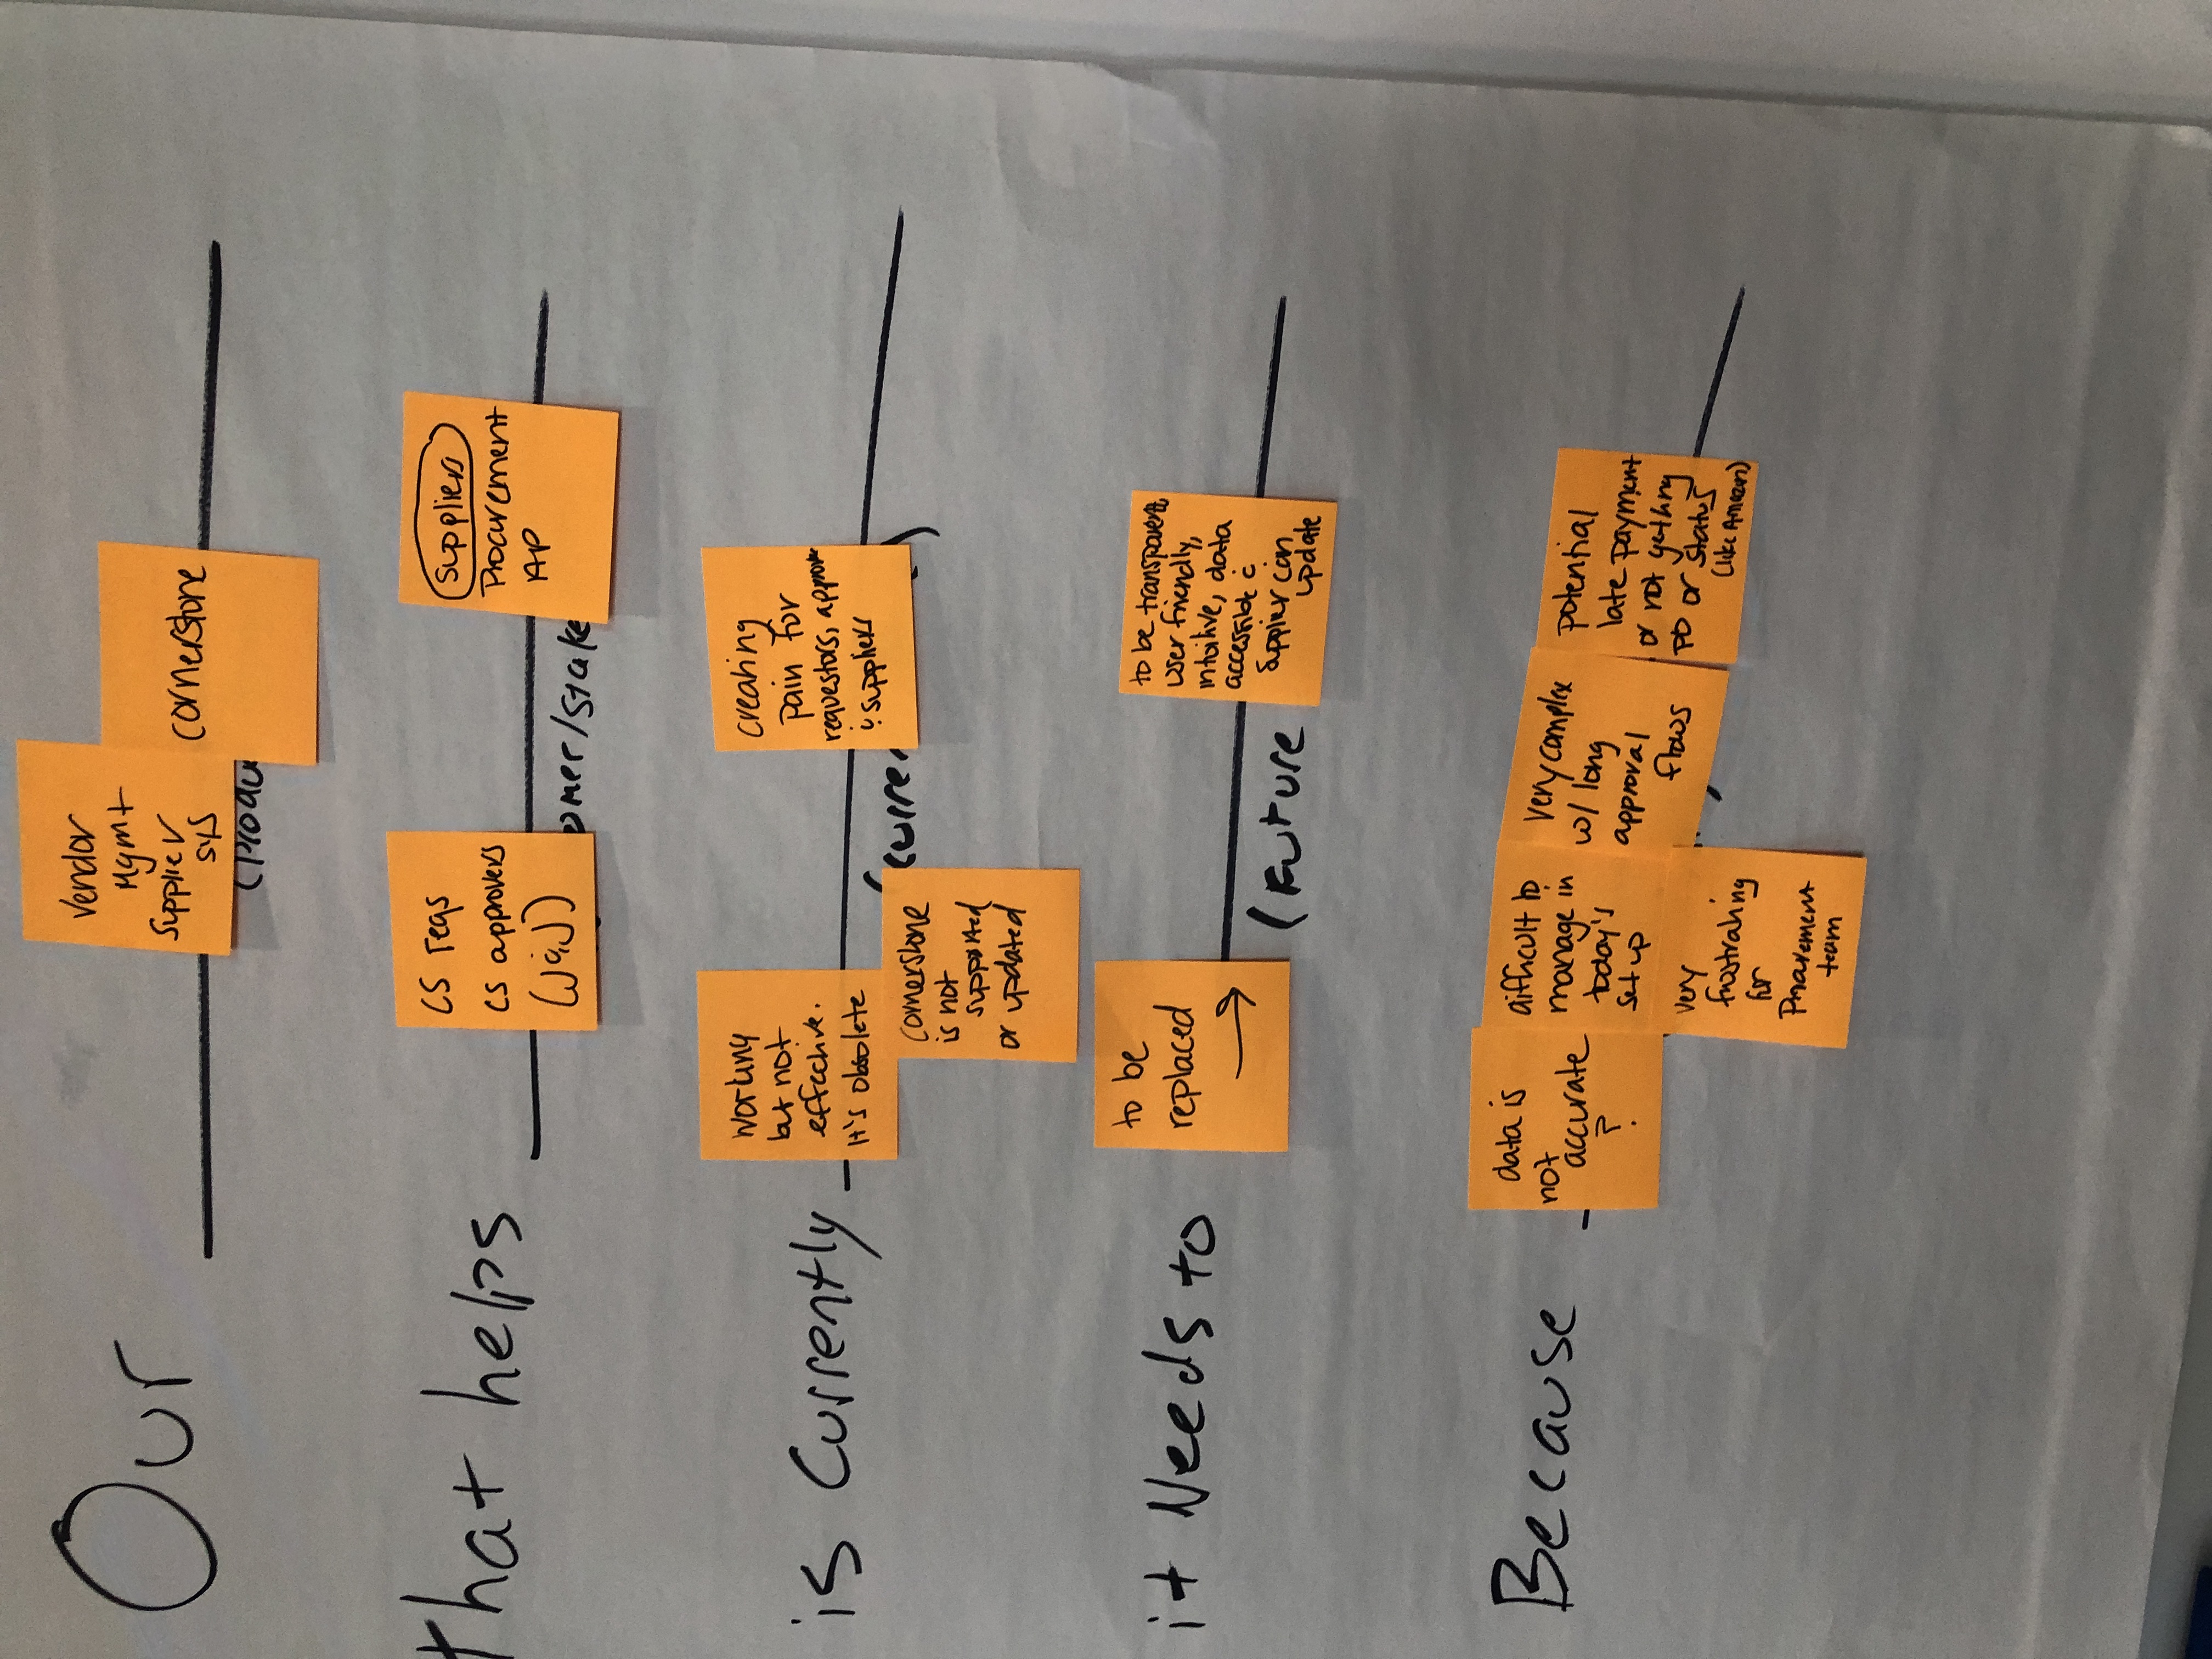 Our
Vendor
Mgmt
Supplier
sys
cornerstone
(produ
That helps
CS reqs
CS approvers
(J&J)
Suppliers
Procurement
AP
omer/stake
is Currently
working
but not
effective.
It's obsolete
creating
pain for
requestors, approver
& suppliers
(curren
)
cornerstone
is not
supported
or updated
it Needs to
to be
replaced
→
to be transparent
user friendly,
intuitive, data
accessible &
Supplier can
update
(Future
Because
data is
not
accurate
?
difficult to
manage in
today's
set up
very complex
w/ long
approval
flows
potential
late payment
or not getting
PO or status
(like Amazon)
very
frustrating
for
Procurement
team